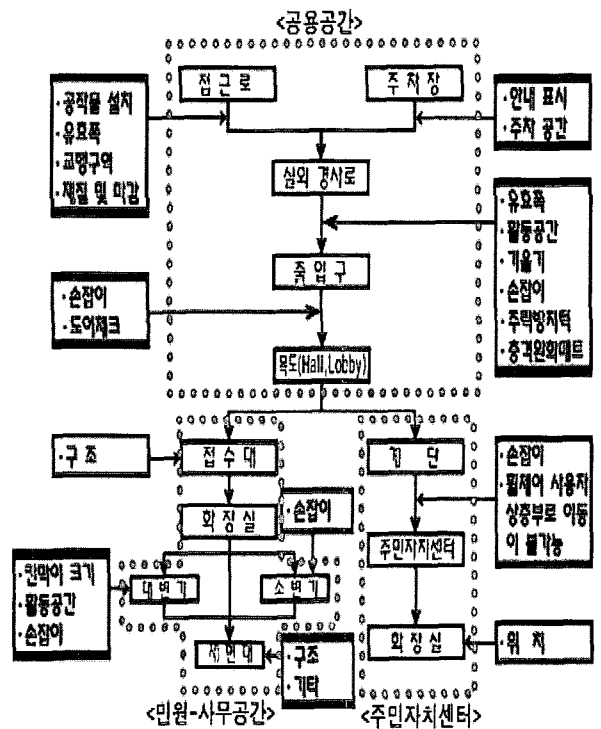 <공용공간>
접근로
주차장
·공작물 설치
·유효폭
·교행구역
·재질 및 마감
·안내 표시
·주차 공간
실외 경사로
·유효폭
·활동공간
·기울기
·손잡이
·추락방지턱
·충격완화매트
출입구
·손잡이
·도어체크
복도(Hall,Lobby)
·구조
접수대
계단
·손잡이
·휠체어 사용자
상층부로 이동
이 불가능
화장실
·손잡이
주민자치센터
·칸막이 크기
·활동공간
·손잡이
대변기
소변기
세면대
·구조
·기타
화장실
·위치
<민원-사무공간>
<주민자치센터>